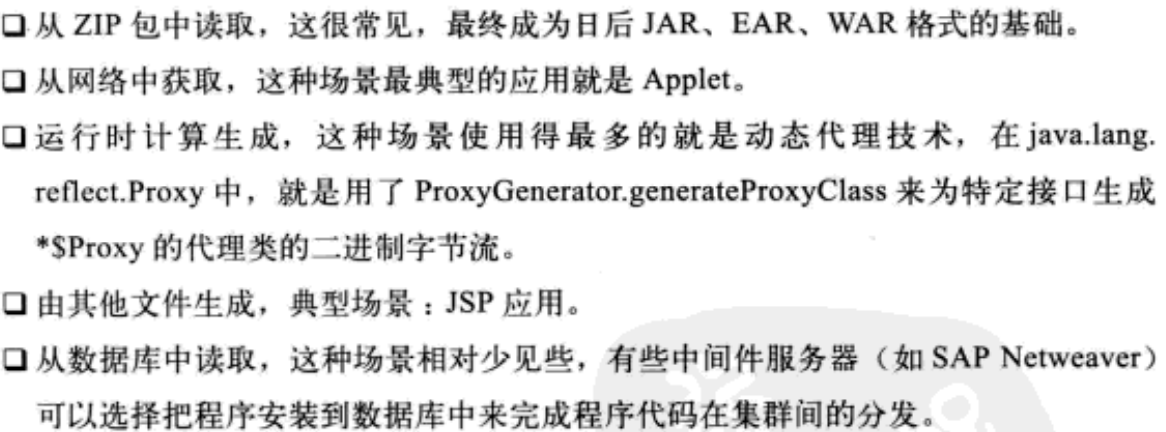 □ 从 ZIP 包中读取，这很常见，最终成为日后 JAR、EAR、WAR 格式的基础。
□ 从网络中获取，这种场景最典型的应用就是 Applet。
□ 运行时计算生成，这种场景使用得最多的就是动态代理技术，在 java.lang.
reflect.Proxy 中，就是用了 ProxyGenerator.generateProxyClass 来为特定接口生成
*$Proxy 的代理类的二进制字节流。
□ 由其他文件生成，典型场景：JSP 应用。
□ 从数据库中读取，这种场景相对少见些，有些中间件服务器（如 SAP Netweaver）
可以选择把程序安装到数据库中来完成程序代码在集群间的分发。